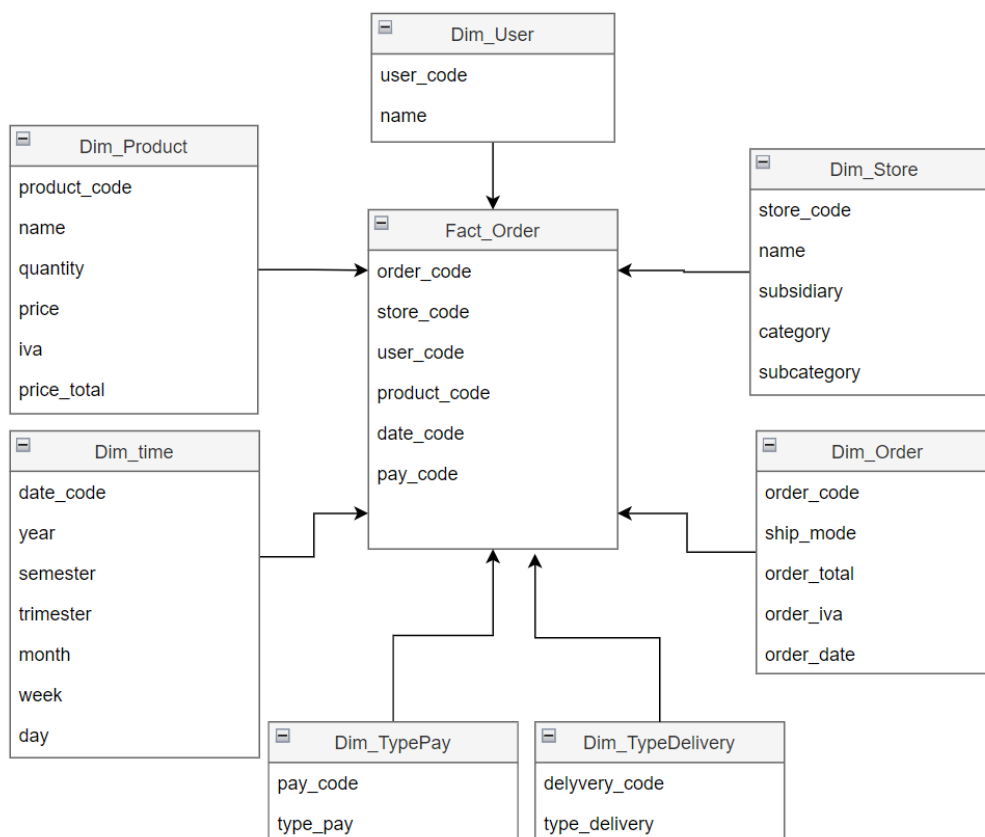 Dim_User
user_code
name
Dim_Product
product_code
name
quantity
price
iva
price_total
Fact_Order
order_code
store_code
user_code
product_code
date_code
pay_code
Dim_Store
store_code
name
subsidiary
category
subcategory
Dim_time
date_code
year
semester
trimester
month
week
day
Dim_Order
order_code
ship_mode
order_total
order_iva
order_date
Dim_TypePay
pay_code
type_pay
Dim_TypeDelivery
delyvery_code
type_delivery